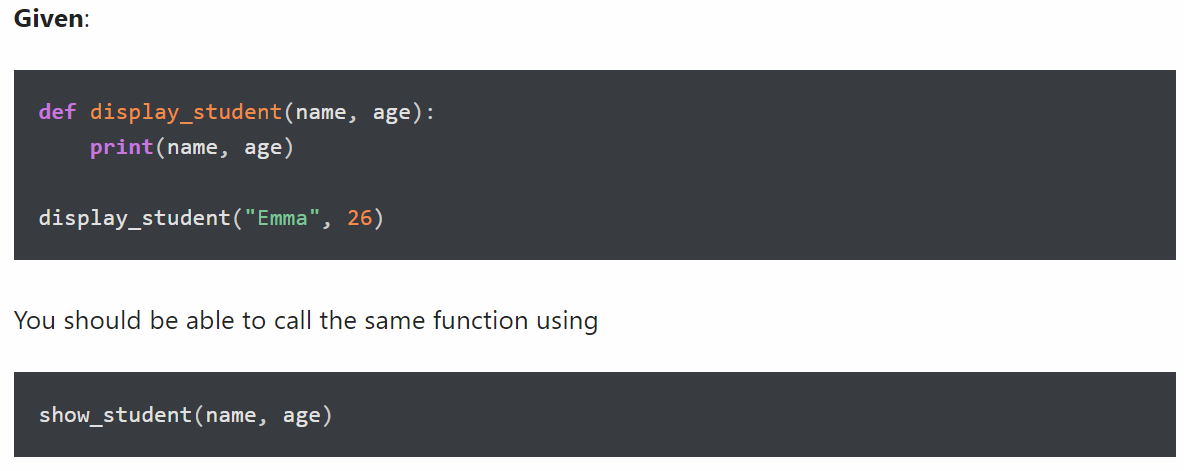 Given:
def display_student(name, age):
    print(name, age)
display_student("Emma", 26)
You should be able to call the same function using
show_student(name, age)